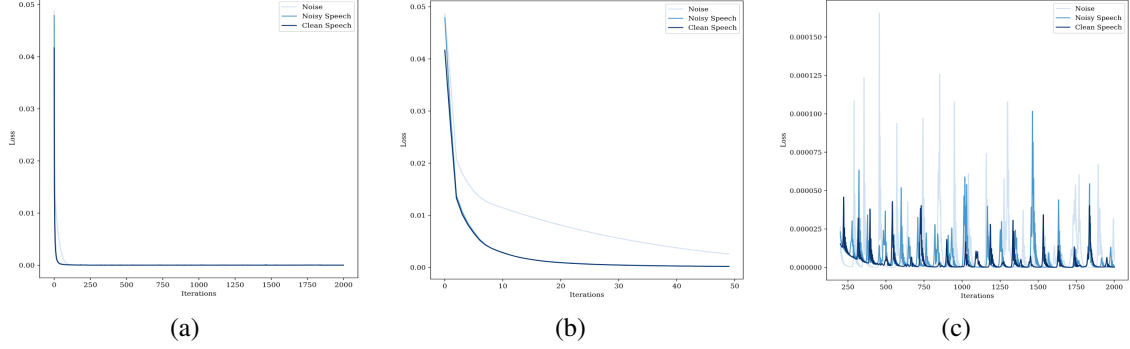 0.05
0.04
0.03
0.02
0.01
0.00
Loss
0
250
500
750
1000
1250
1500
1750
2000
Iterations
Noise
Noisy Speech
Clean Speech
(a)
0.05
0.04
0.03
0.02
0.01
0.00
Loss
0
10
20
30
40
50
Iterations
Noise
Noisy Speech
Clean Speech
(b)
0.000150
0.000125
0.000100
0.000075
0.000050
0.000025
0.000000
Loss
250
500
750
1000
1250
1500
1750
2000
Iterations
Noise
Noisy Speech
Clean Speech
(c)